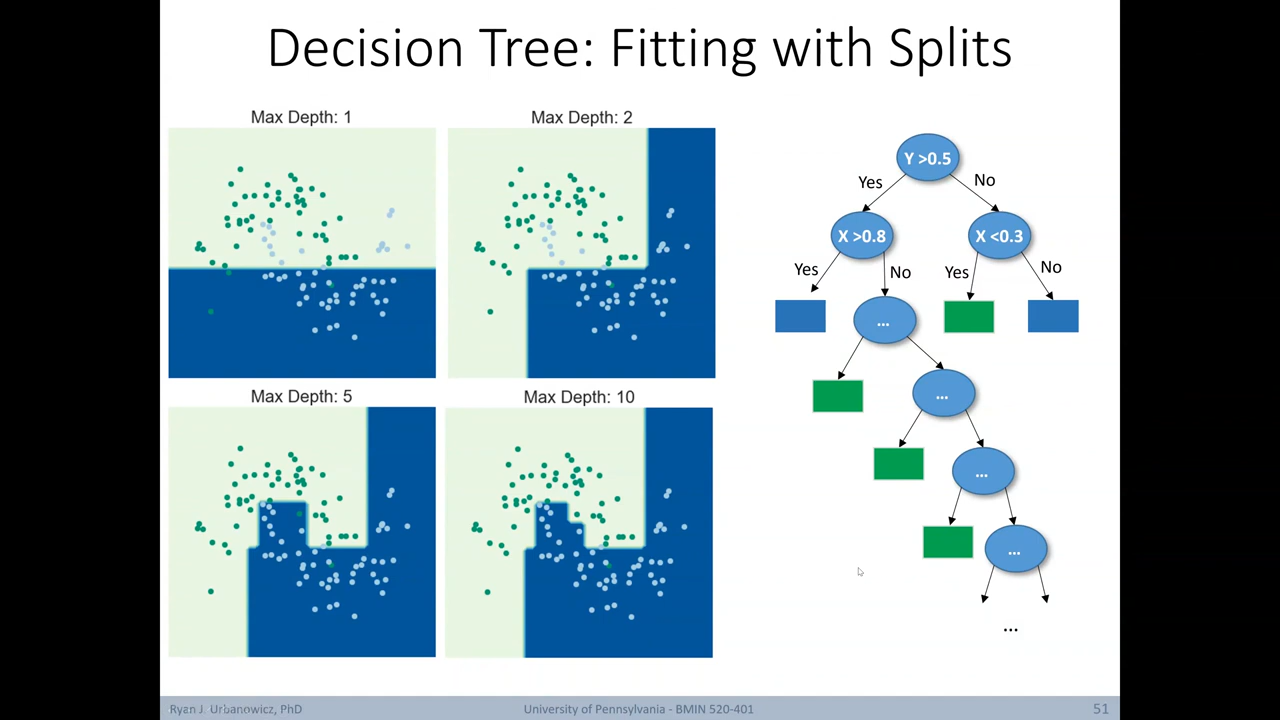 Decision Tree: Fitting with Splits
Max Depth: 1
Max Depth: 2
Max Depth: 5
Max Depth: 10
Y >0.5
Yes
No
X >0.8
X <0.3
Yes
No
Yes
No
...
...
...
...
...
Ryan J. Urbanowicz, PhD
University of Pennsylvania - BMIN 520-401
51